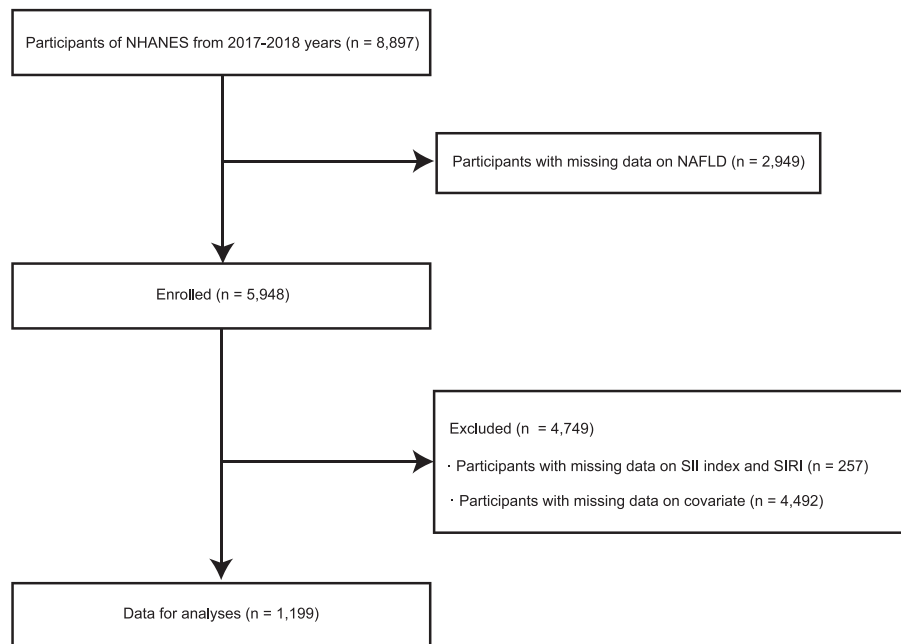 Participants of NHANES from 2017-2018 years (n = 8,897)
Participants with missing data on NAFLD (n = 2,949)
Enrolled (n = 5,948)
Excluded (n = 4,749)
· Participants with missing data on SII index and SIRI (n = 257)
· Participants with missing data on covariate (n = 4,492)
Data for analyses (n = 1,199)